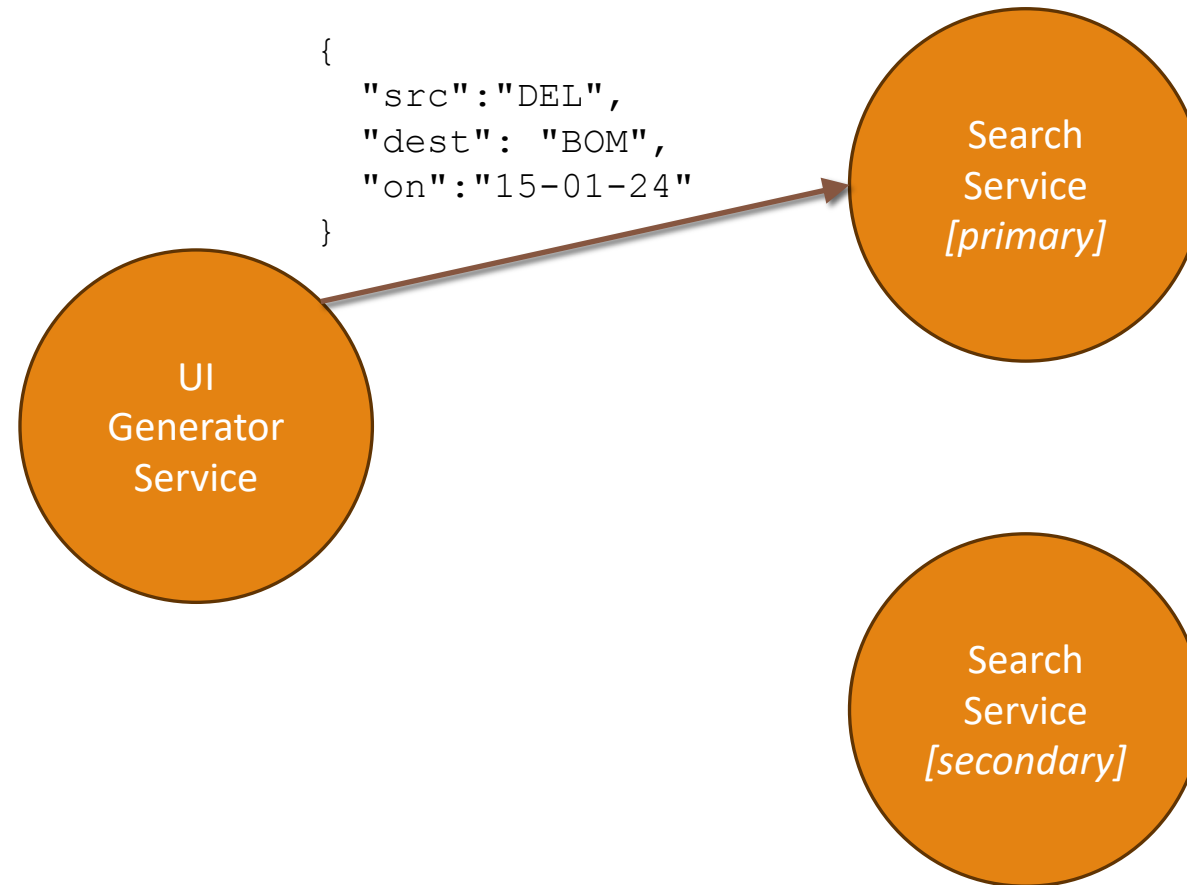 {
  "src":"DEL",
  "dest": "BOM",
  "on":"15-01-24"
}
Search
Service
[primary]
UI
Generator
Service
Search
Service
[secondary]